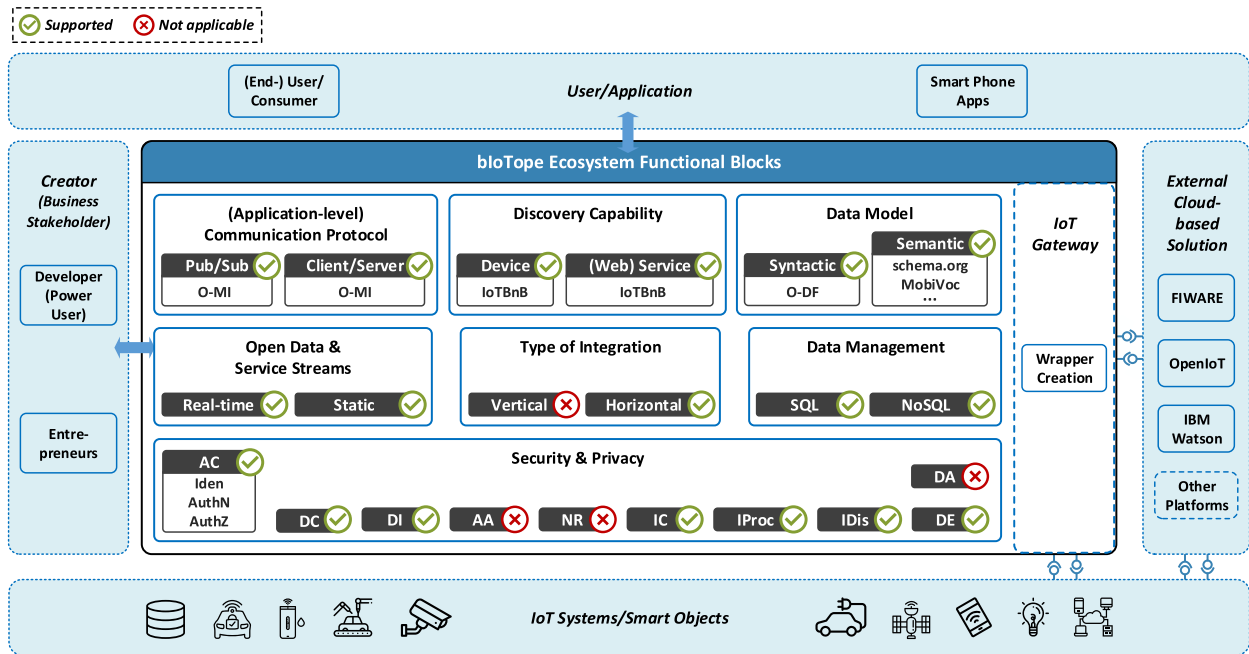 Supported
Not applicable
(End-) User/
Consumer
User/Application
Smart Phone
Apps
Creator
(Business
Stakeholder)
Developer
(Power
User)
Entre-
preneurs
bIoTope Ecosystem Functional Blocks
(Application-level)
Communication Protocol
Pub/Sub
O-MI
Client/Server
O-MI
Discovery Capability
Device
IoTBnB
(Web) Service
IoTBnB
Data Model
Syntactic
O-DF
Semantic
schema.org
MobiVoc
...
Open Data &
Service Streams
Real-time
Static
Type of Integration
Vertical
Horizontal
Data Management
SQL
NoSQL
Security & Privacy
AC
Iden
AuthN
AuthZ
DC
DI
AA
NR
IC
IProc
IDis
DA
DE
IoT
Gateway
Wrapper
Creation
External
Cloud-
based
Solution
FIWARE
OpenIoT
IBM
Watson
Other
Platforms
IoT Systems/Smart Objects